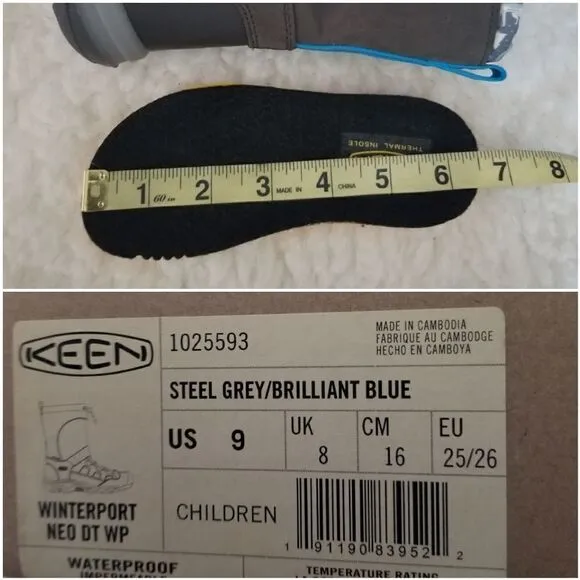 THERMAL INSOLE
1 60 in 2 3 MADE IN 4 CHINA 5 6 7 8
KEEN
1025593
MADE IN CAMBODIA
FABRIQUE AU CAMBODGE
HECHO EN CAMBOYA
STEEL GREY/BRILLIANT BLUE
US 9
UK 8
CM 16
EU 25/26
WINTERPORT
NEO DT WP
CHILDREN
1 91190 83952 2
WATERPROOF
IMPERMEABLE
TEMPERATURE RATING